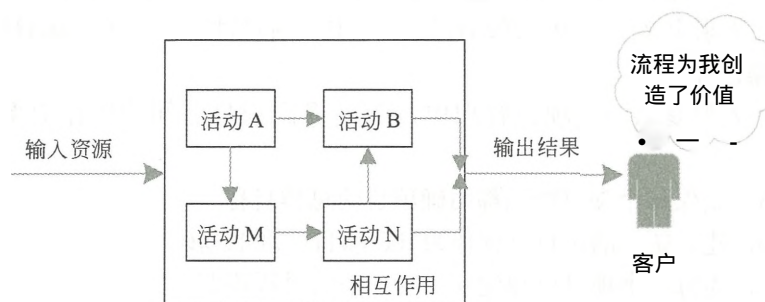 流程为我创
造了价值
输入资源
活动 A
活动 B
输出结果
活动 M
活动 N
相互作用
客户